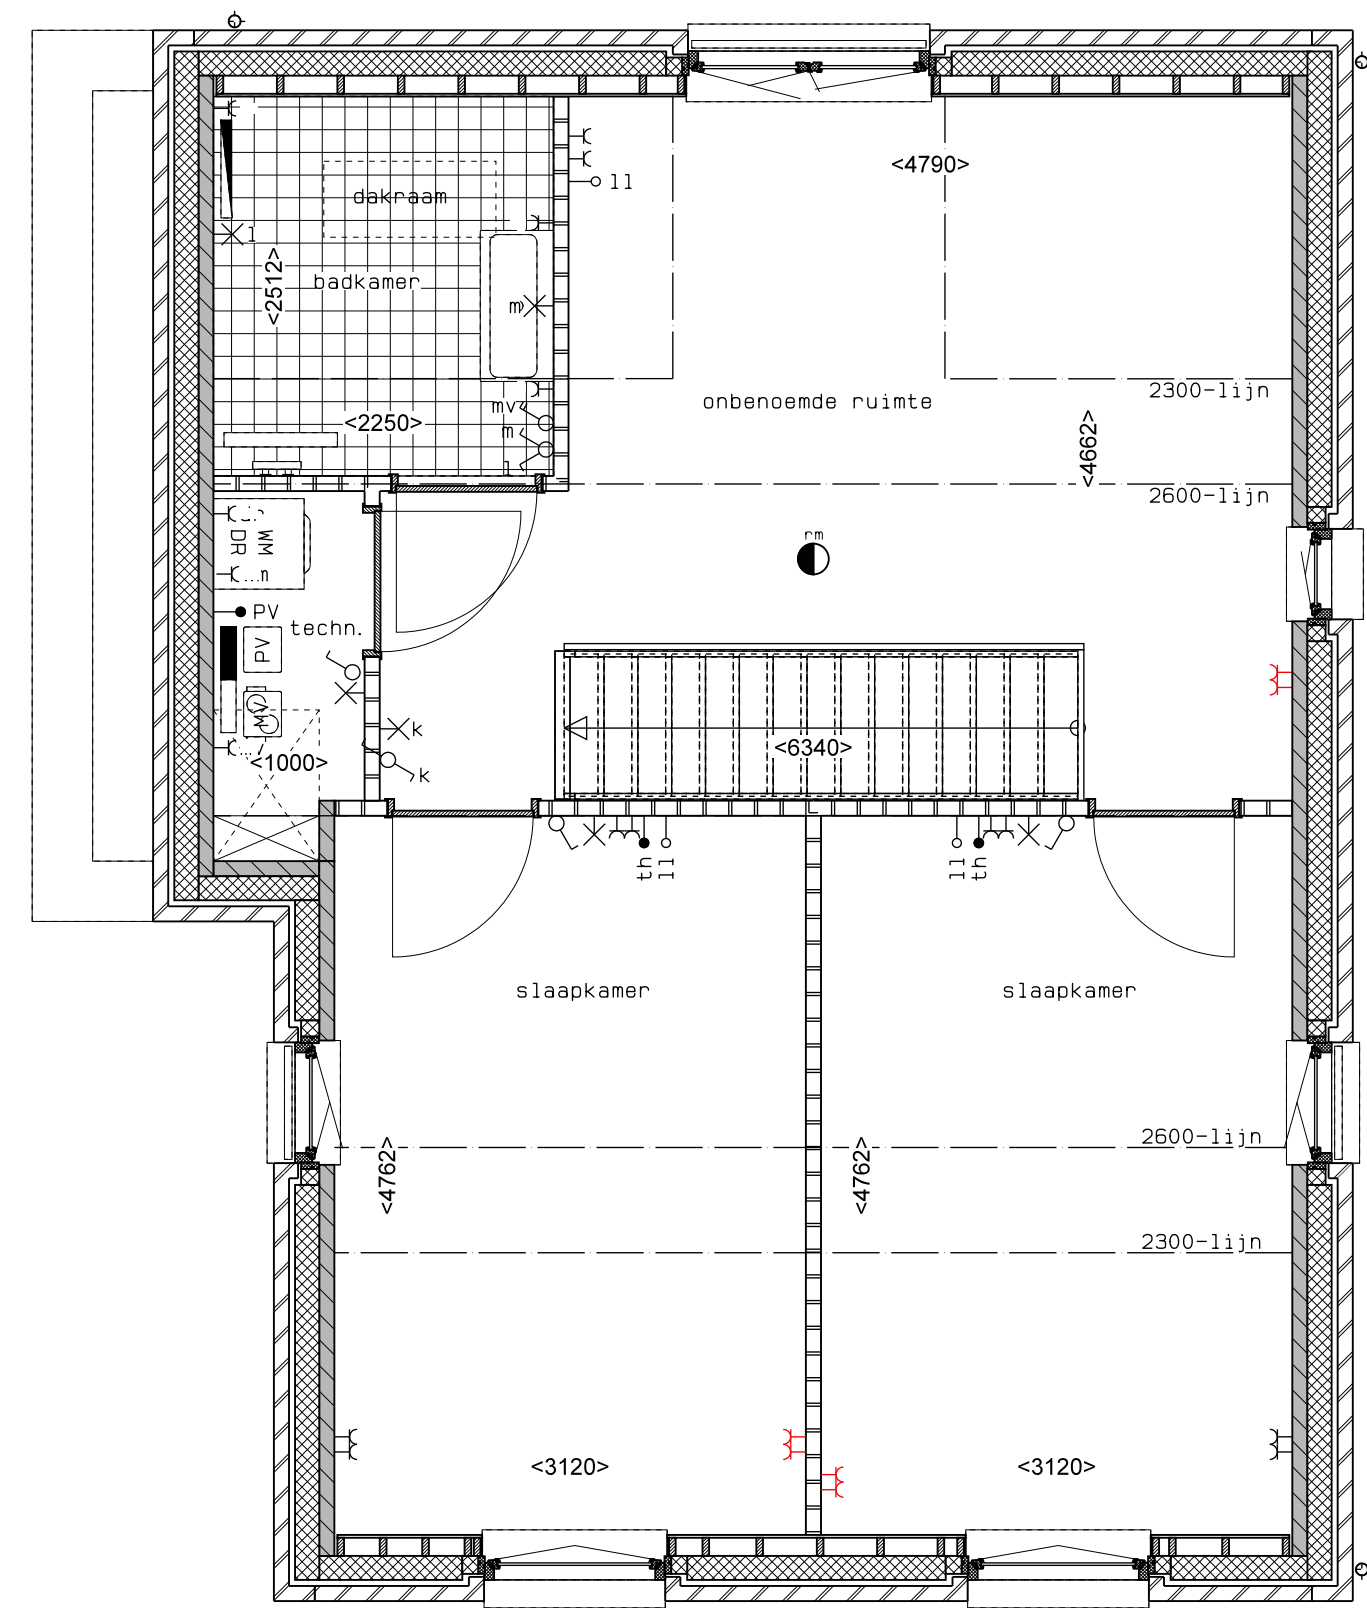 <4790>
ll
dakraam
l
<2512>
badkamer
m
2300-lijn
onbenoemde ruimte
<2250>
mv
m
l
<4662>
2600-lijn
rm
WM
DR
PV
techn.
PV
MV
k
<6340>
<1000>
k
th
ll
ll
th
slaapkamer
slaapkamer
2600-lijn
<4762>
<4762>
2300-lijn
<3120>
<3120>